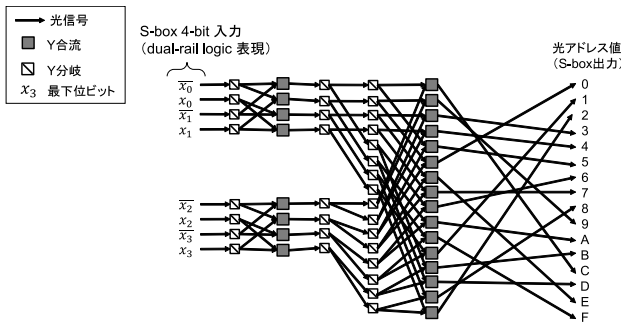 光信号
Y合流
Y分岐
x₃ 最下位ビット
S-box 4-bit 入力
(dual-rail logic 表現)
光アドレス値
(S-box出力)
x̅₀
x₀
x̅₁
x₁
x̅₂
x₂
x̅₃
x₃
0
1
2
3
4
5
6
7
8
9
A
B
C
D
E
F